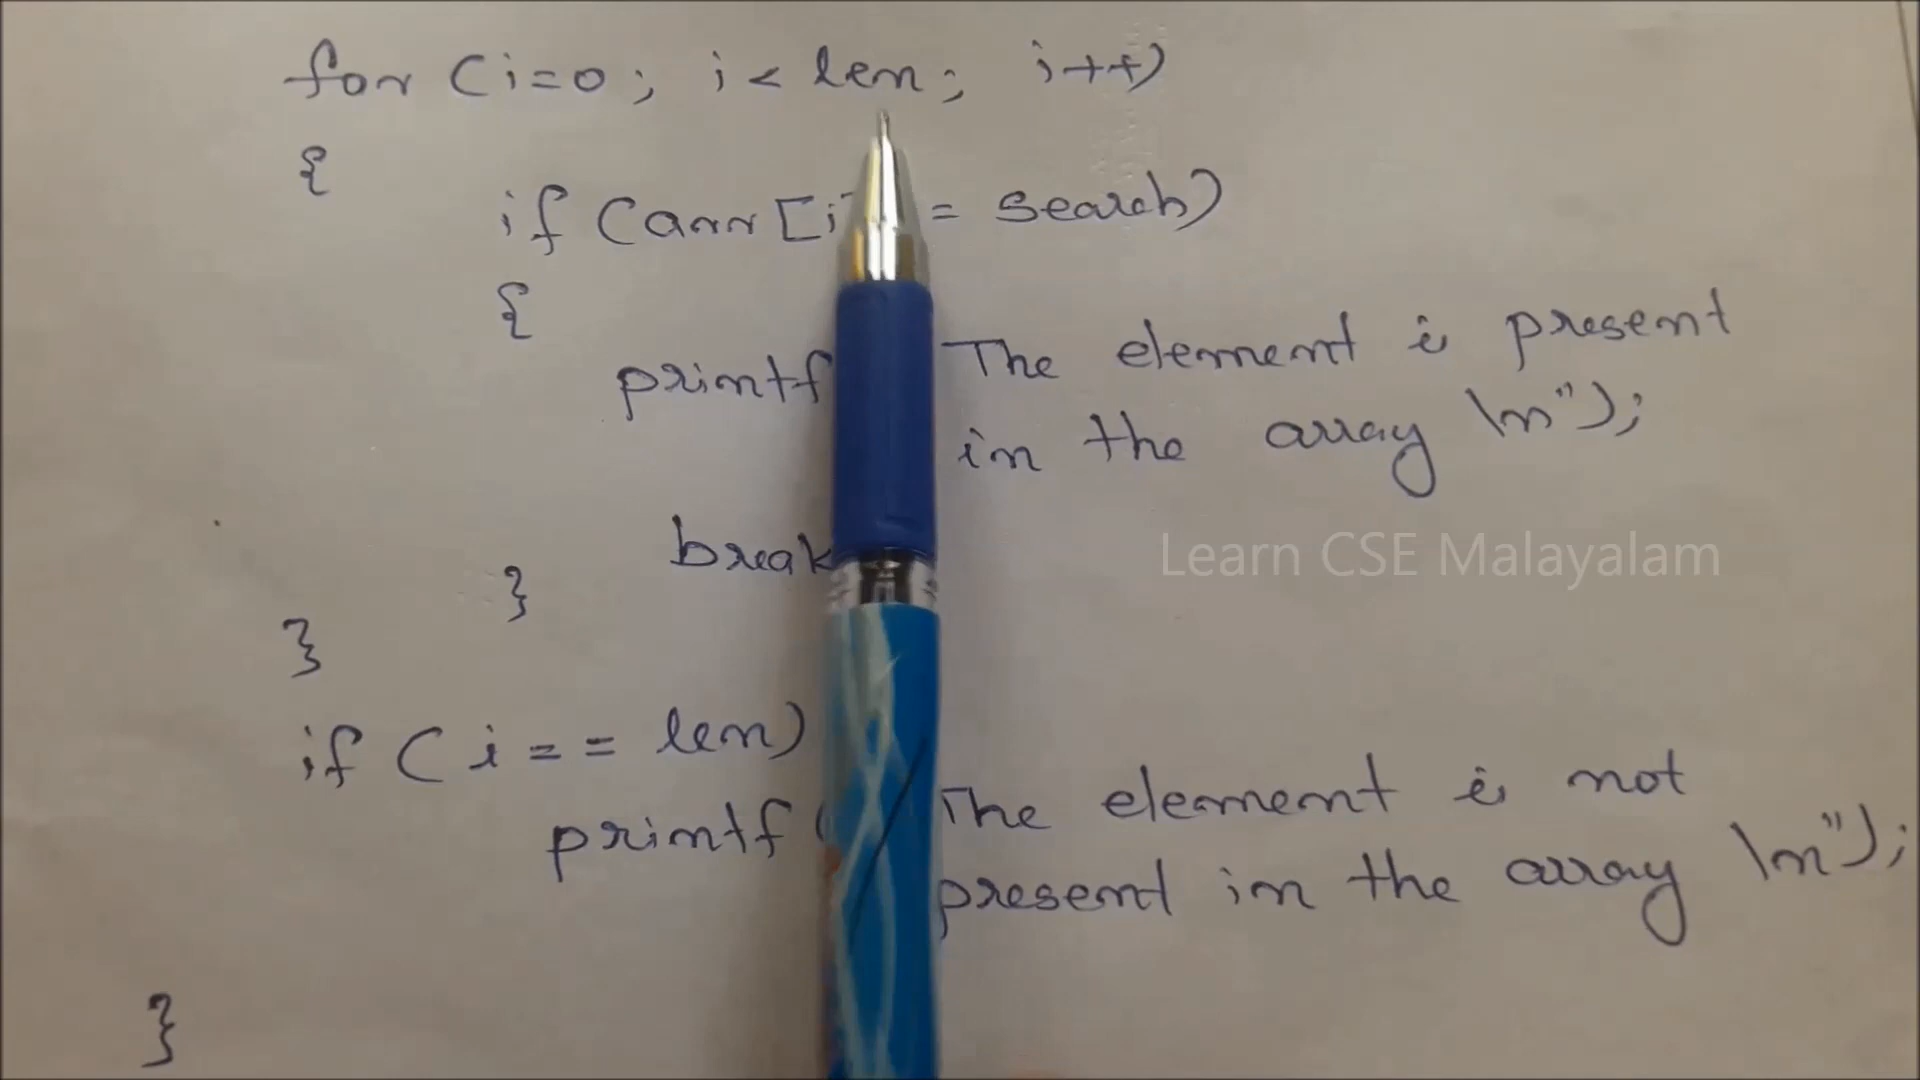 for (i=0; i< len; i++)
{
if (arr[i = search)
{
printf The element is present
in the array \n");
break
}
}
if (i== len)
printf( The element is not
present in the array \n");
}
Learn CSE Malayalam